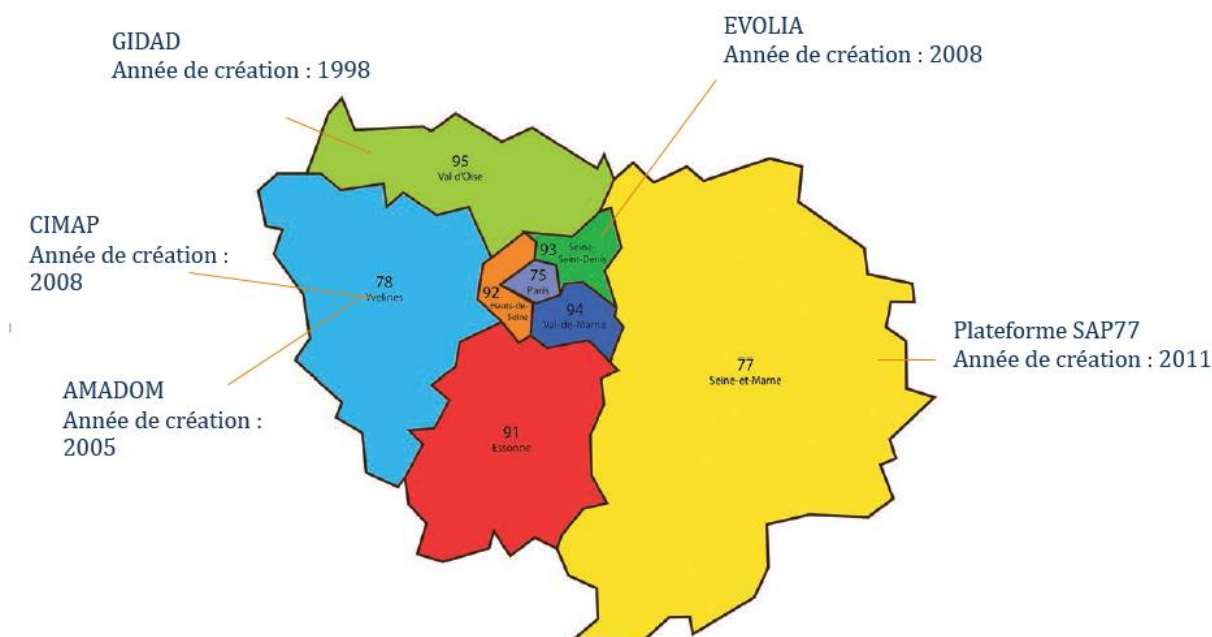 GIDAD
Année de création : 1998
EVOLIA
Année de création : 2008
95
Val d'Oise
CIMAP
Année de création :
2008
93
Seine-
Saint-Denis
78
Yvelines
75
Paris
92
Hauts-de-
Seine
94
Val-de-Marne
Plateforme SAP77
Année de création : 2011
77
Seine-et-Marne
AMADOM
Année de création :
2005
91
Essonne